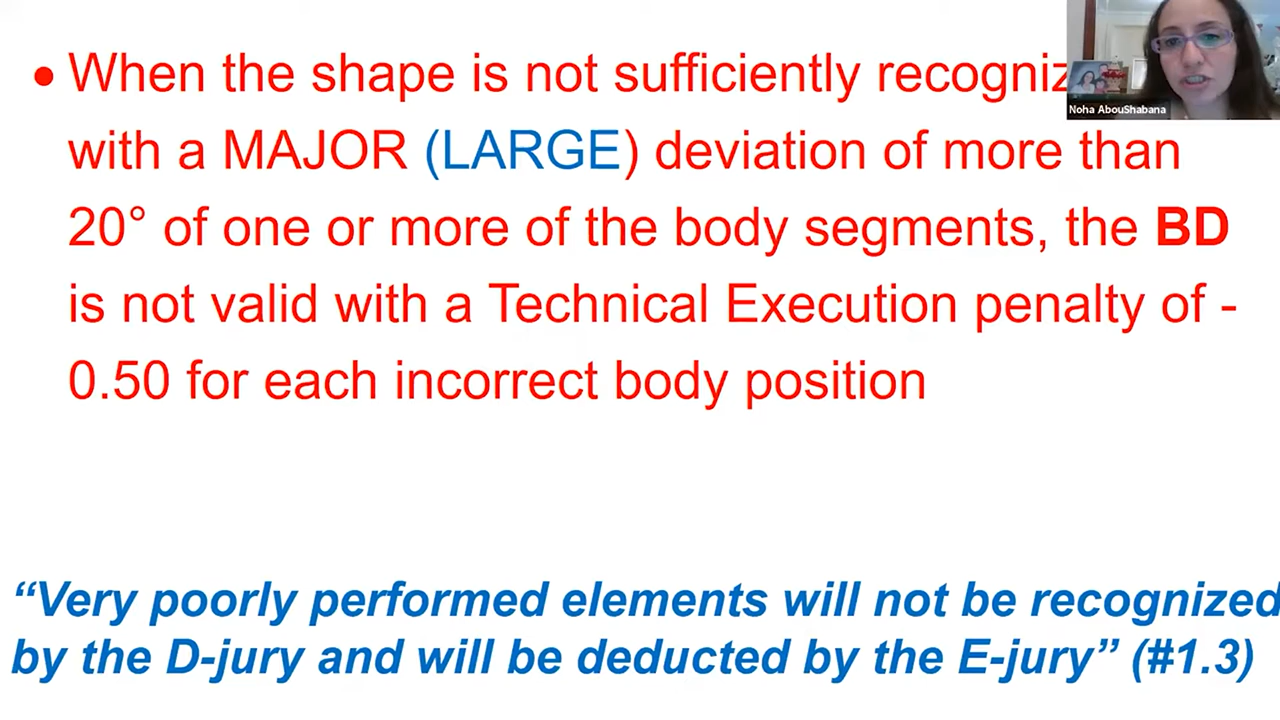 • When the shape is not sufficiently
Noha AbouShabana
with a MAJOR (LARGE) deviation of more than
20° of one or more of the body segments, the BD
is not valid with a Technical Execution penalty of -
0.50 for each incorrect body position
“Very poorly performed elements will not be recognized
by the D-jury and will be deducted by the E-jury” (#1.3)